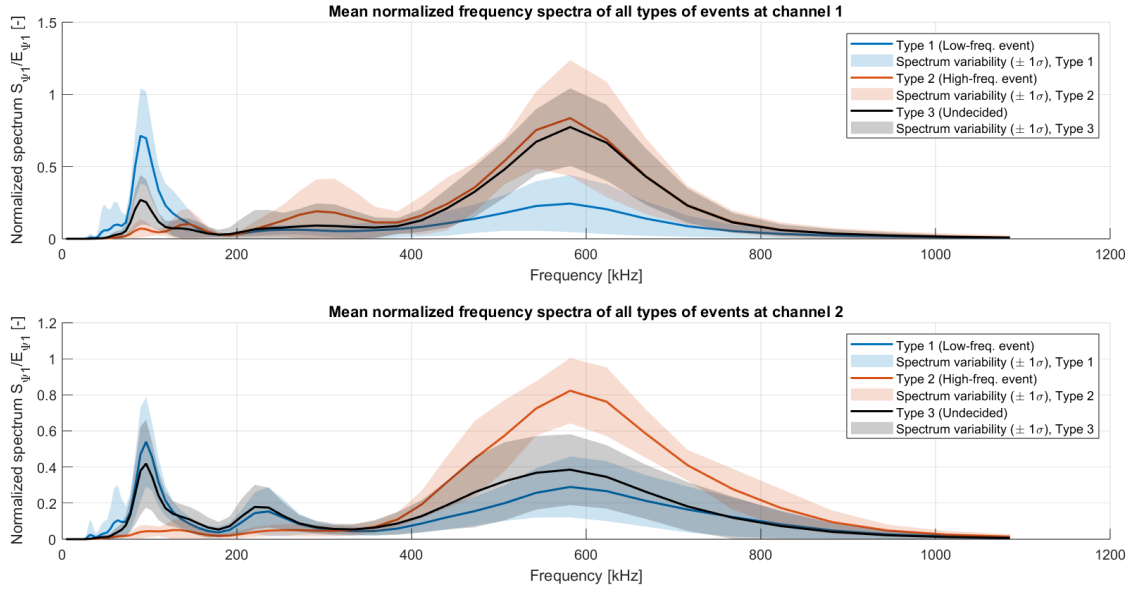 Mean normalized frequency spectra of all types of events at channel 1
Normalized spectrum S_Ψ1/E_Ψ1 [-]
1.5
1
0.5
0
0 200 400 600 800 1000 1200
Frequency [kHz]
Type 1 (Low-freq. event)
Spectrum variability (± 1σ), Type 1
Type 2 (High-freq. event)
Spectrum variability (± 1σ), Type 2
Type 3 (Undecided)
Spectrum variability (± 1σ), Type 3
Mean normalized frequency spectra of all types of events at channel 2
Normalized spectrum S_Ψ1/E_Ψ1 [-]
1.2
1
0.8
0.6
0.4
0.2
0
0 200 400 600 800 1000 1200
Frequency [kHz]
Type 1 (Low-freq. event)
Spectrum variability (± 1σ), Type 1
Type 2 (High-freq. event)
Spectrum variability (± 1σ), Type 2
Type 3 (Undecided)
Spectrum variability (± 1σ), Type 3